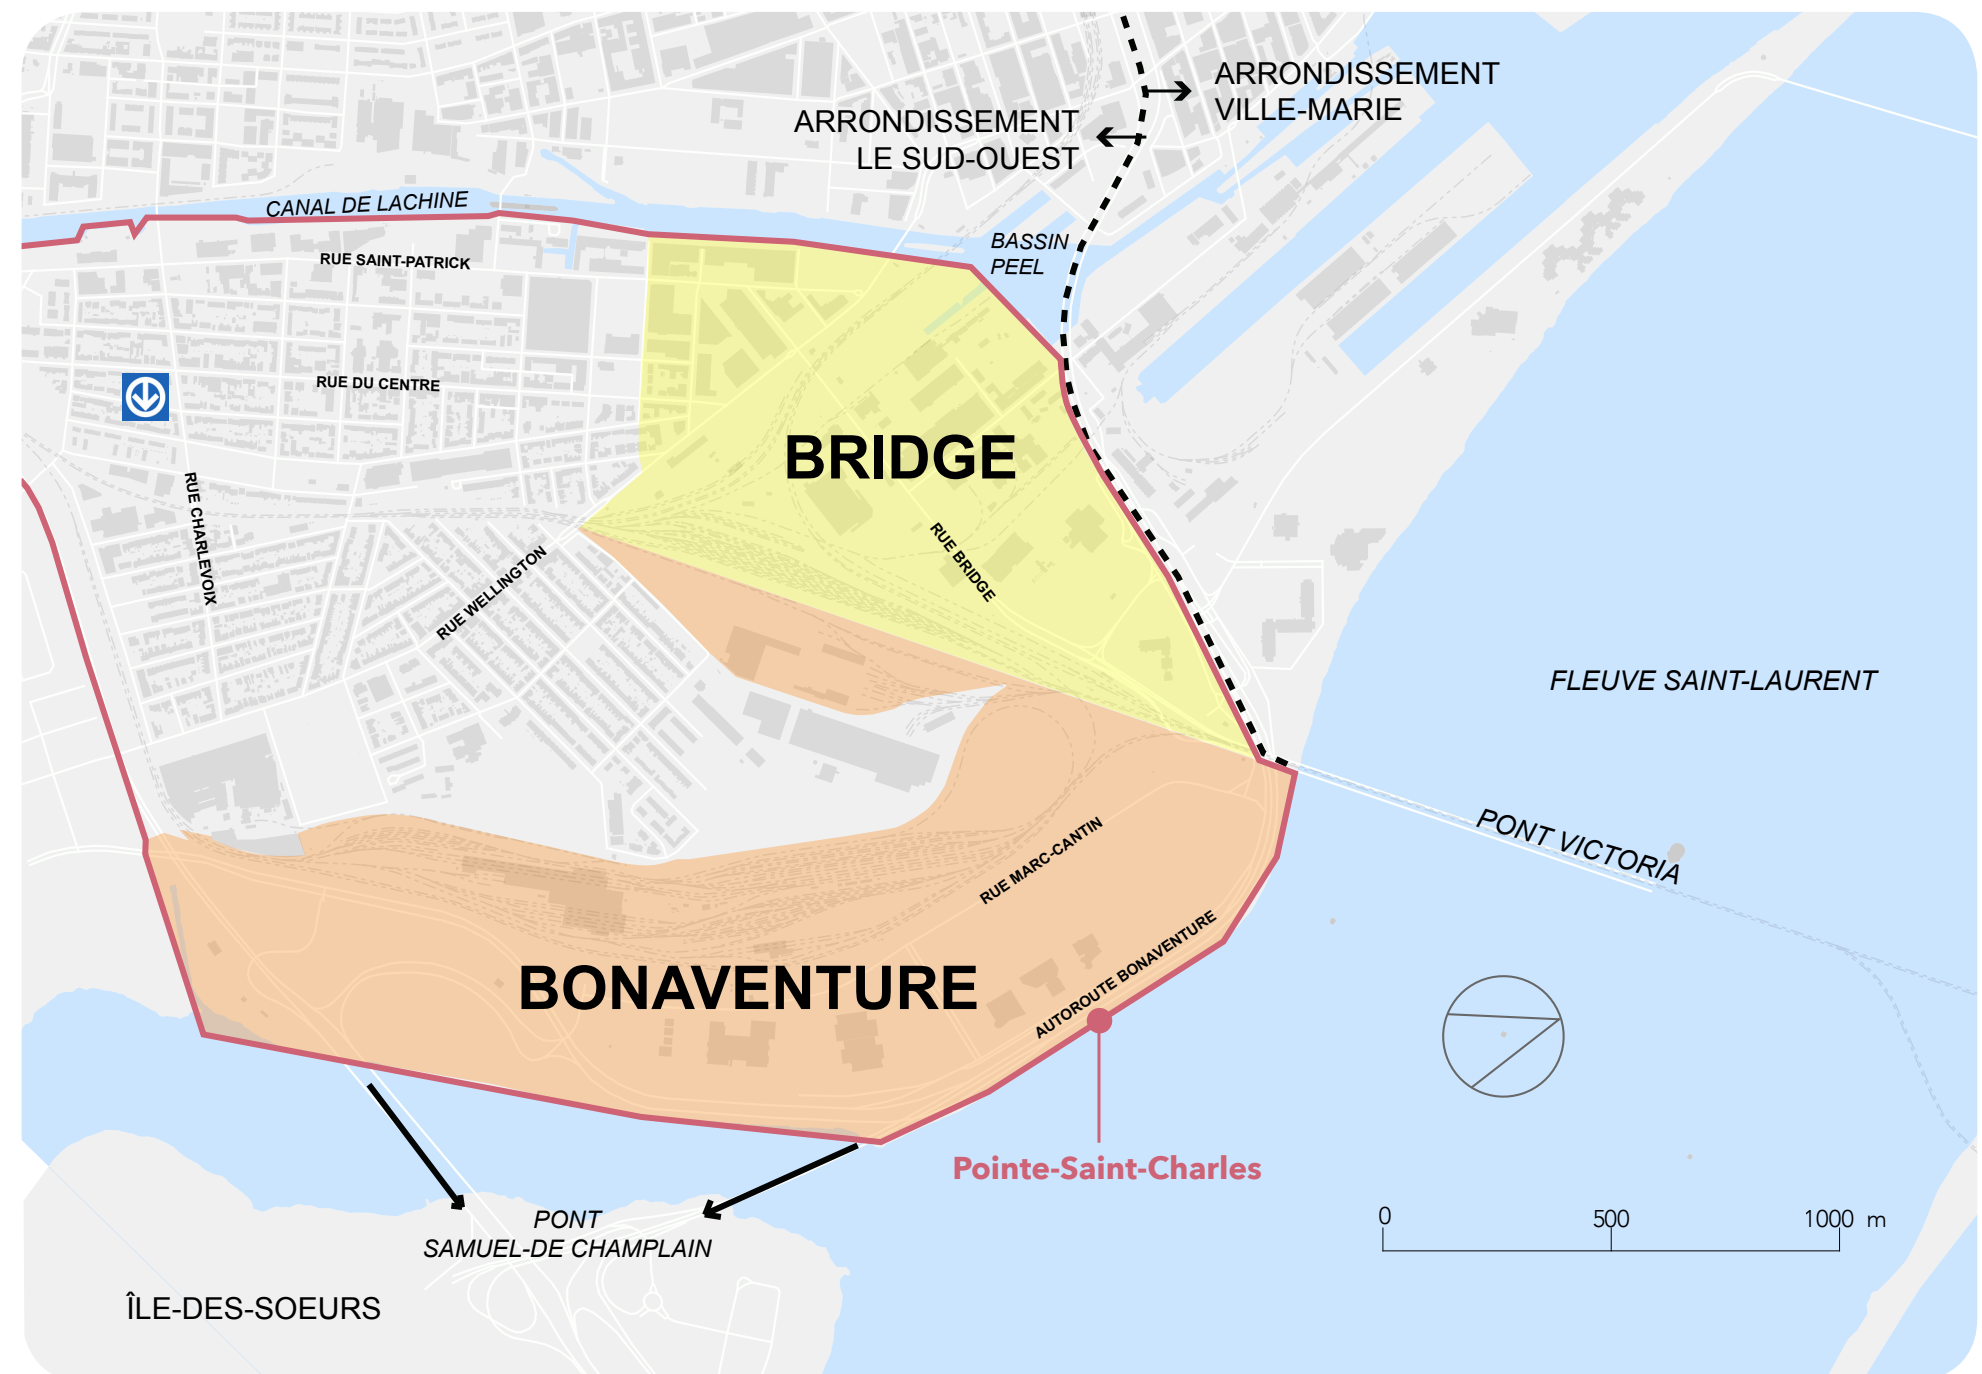 ARRONDISSEMENT
VILLE-MARIE
ARRONDISSEMENT
LE SUD-OUEST
CANAL DE LACHINE
BASSIN
PEEL
RUE SAINT-PATRICK
RUE DU CENTRE
BRIDGE
RUE CHARLEVOIX
RUE WELLINGTON
RUE BRIDGE
FLEUVE SAINT-LAURENT
PONT VICTORIA
RUE MARC-CANTIN
AUTOROUTE BONAVENTURE
BONAVENTURE
Pointe-Saint-Charles
PONT
SAMUEL-DE CHAMPLAIN
0 500 1000 m
ÎLE-DES-SOEURS